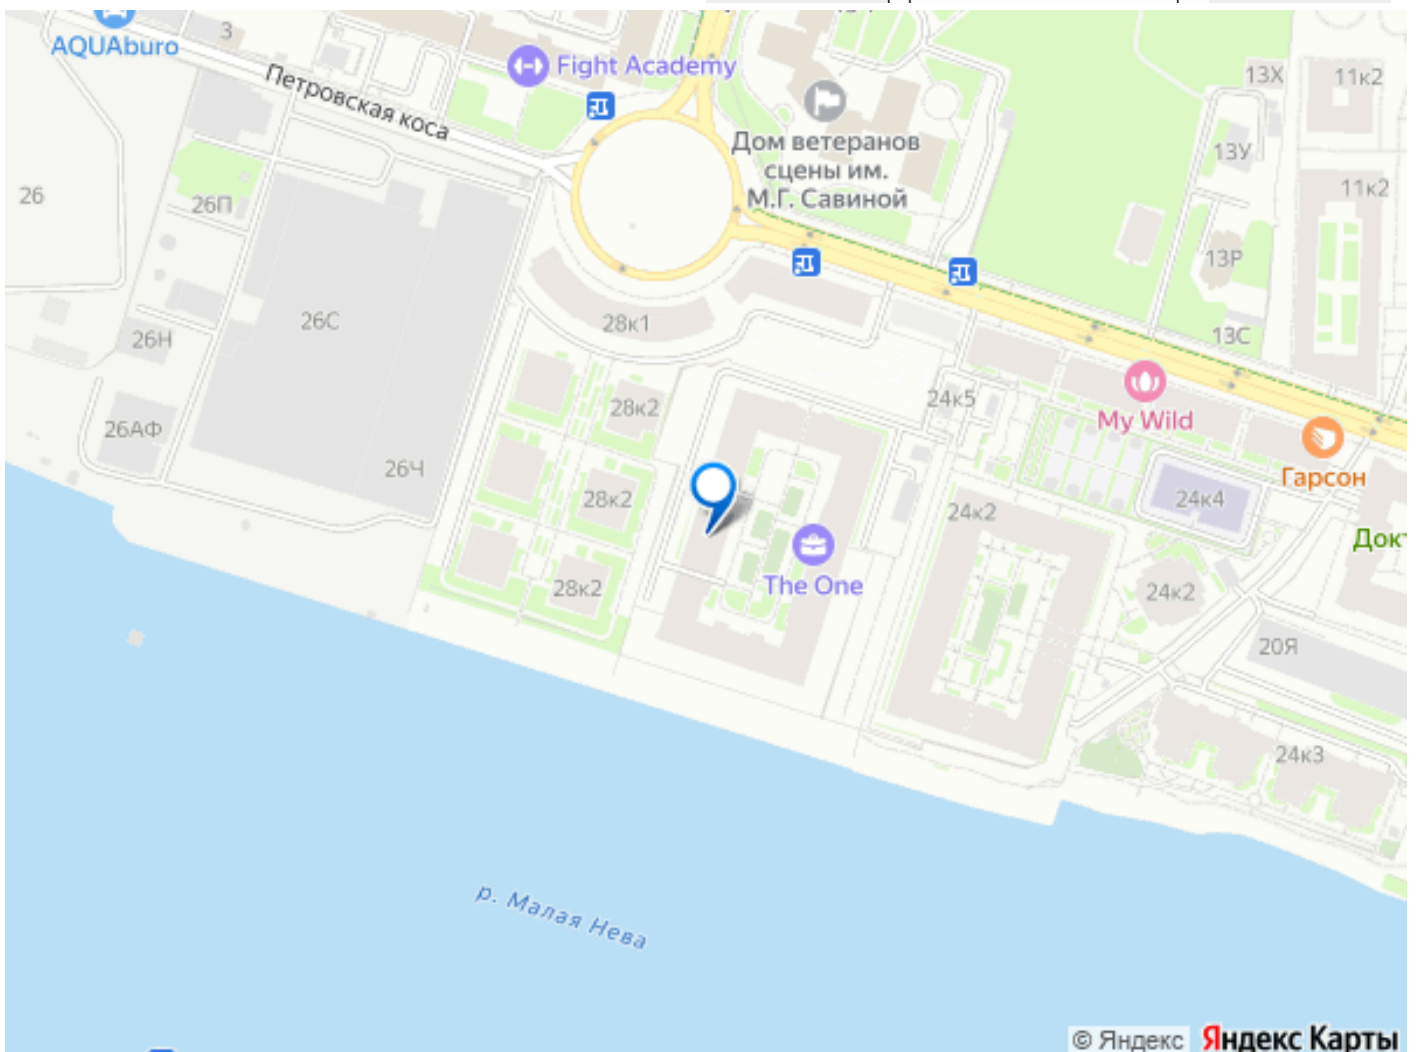 AQUAburo
3
Петровская коса
Fight Academy
Дом ветеранов
сцены им.
М.Г. Савиной
13Х
11к2
13У
11к2
13Р
13С
26
26П
26С
26Н
26АФ
26Ч
28к1
28к2
28к2
28к2
24к5
My Wild
Гарсон
24к4
24к2
The One
Док
24к2
20Я
24к3
р. Малая Нева
© Яндекс Яндекс Карты